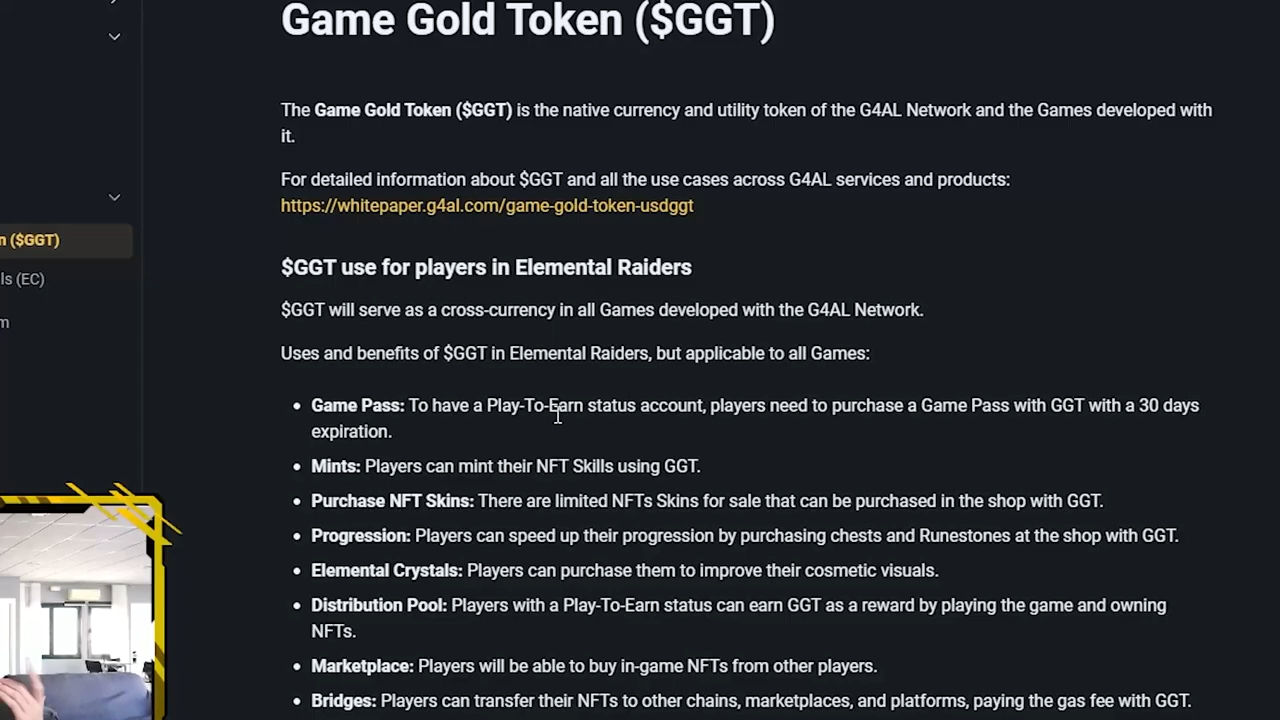 Game Gold Token ($GGT)
The Game Gold Token ($GGT) is the native currency and utility token of the G4AL Network and the Games developed with
it.
For detailed information about $GGT and all the use cases across G4AL services and products:
https://whitepaper.g4al.com/game-gold-token-usdggt
n ($GGT)
$GGT use for players in Elemental Raiders
ls (EC)
$GGT will serve as a cross-currency in all Games developed with the G4AL Network.
m
Uses and benefits of $GGT in Elemental Raiders, but applicable to all Games:
• Game Pass: To have a Play-To-Earn status account, players need to purchase a Game Pass with GGT with a 30 days
expiration.
• Mints: Players can mint their NFT Skills using GGT.
• Purchase NFT Skins: There are limited NFTs Skins for sale that can be purchased in the shop with GGT.
• Progression: Players can speed up their progression by purchasing chests and Runestones at the shop with GGT.
• Elemental Crystals: Players can purchase them to improve their cosmetic visuals.
• Distribution Pool: Players with a Play-To-Earn status can earn GGT as a reward by playing the game and owning
NFTs.
• Marketplace: Players will be able to buy in-game NFTs from other players.
• Bridges: Players can transfer their NFTs to other chains, marketplaces, and platforms, paying the gas fee with GGT.